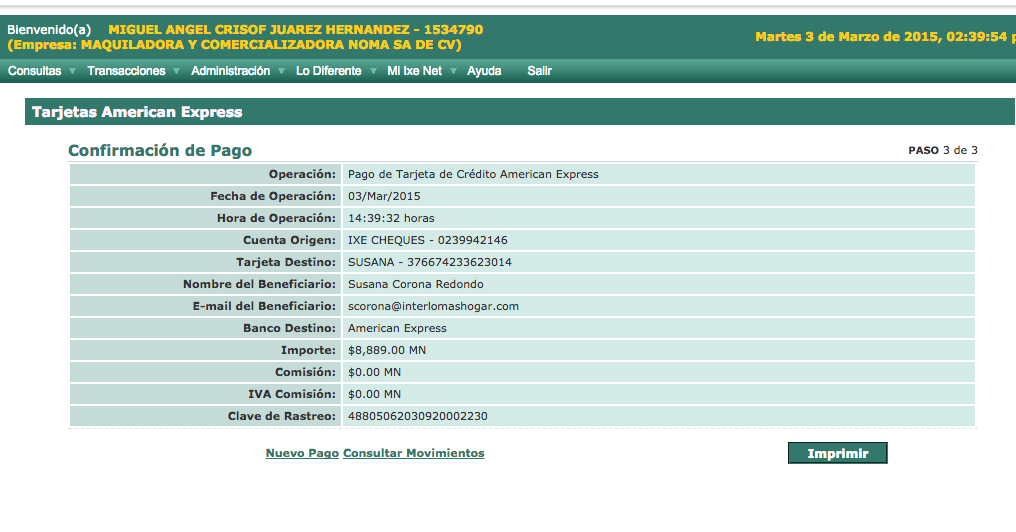 Bienvenido(a) MIGUEL ANGEL CRISOF JUAREZ HERNANDEZ - 1534790
(Empresa: MAQUILADORA Y COMERCIALIZADORA NOMA SA DE CV)
Martes 3 de Marzo de 2015, 02:39:54 p
Consultas Transacciones Administración Lo Diferente Mi Ixe Net Ayuda Salir
Tarjetas American Express
Confirmación de Pago PASO 3 de 3
Operación: Pago de Tarjeta de Crédito American Express
Fecha de Operación: 03/Mar/2015
Hora de Operación: 14:39:32 horas
Cuenta Origen: IXE CHEQUES - 0239942146
Tarjeta Destino: SUSANA - 376674233623014
Nombre del Beneficiario: Susana Corona Redondo
E-mail del Beneficiario: scorona@interlomashogar.com
Banco Destino: American Express
Importe: $8,889.00 MN
Comisión: $0.00 MN
IVA Comisión: $0.00 MN
Clave de Rastreo: 48805062030920002230
Nuevo Pago Consultar Movimientos Imprimir